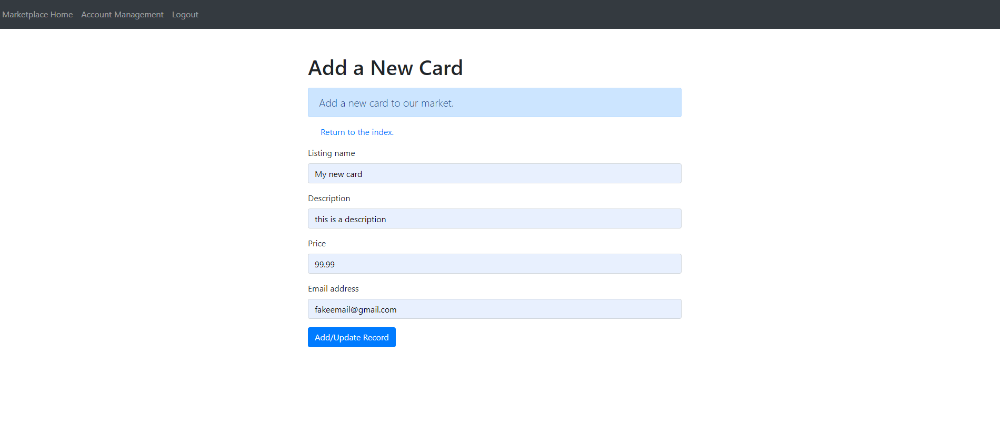 Marketplace Home Account Management Logout
Add a New Card
Add a new card to our market.
Return to the index.
Listing name
My new card
Description
this is a description
Price
99.99
Email address
fakeemail@gmail.com
Add/Update Record